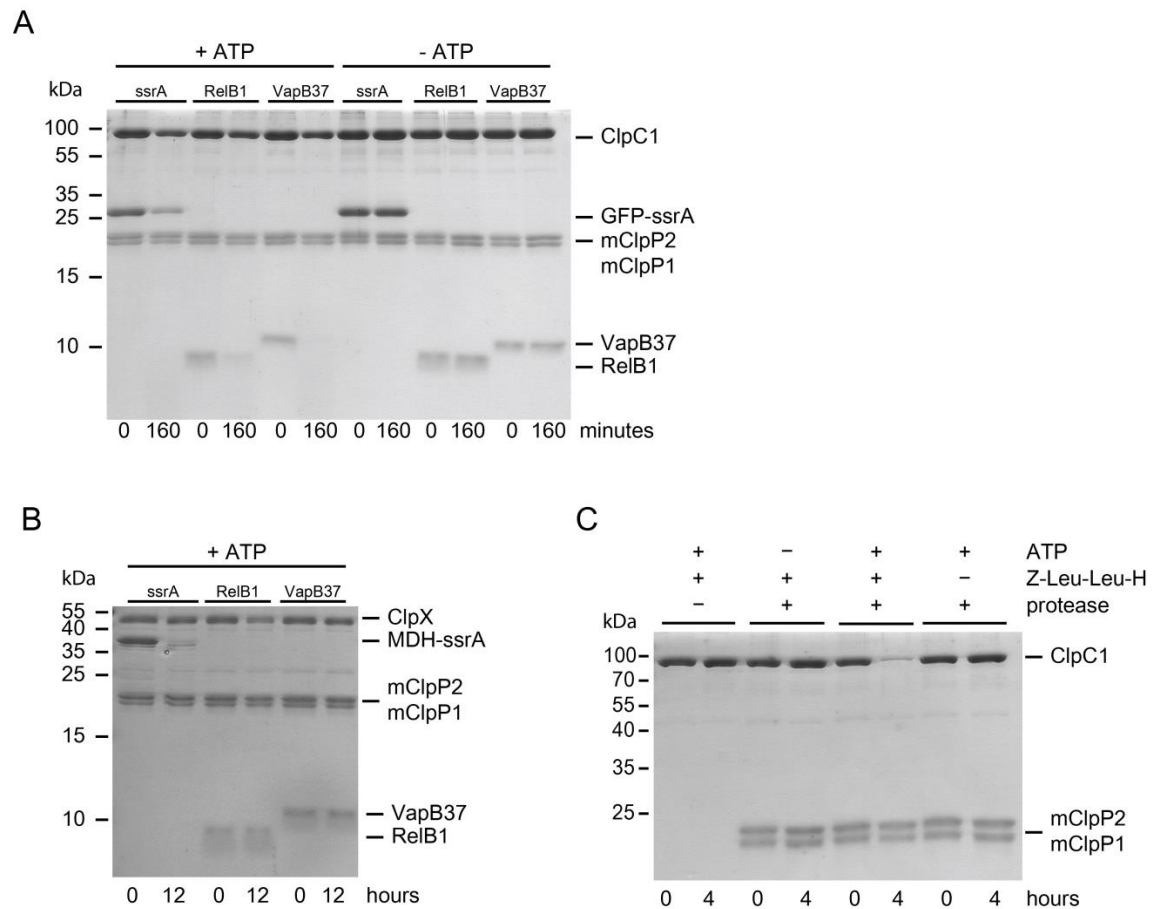 A
+ ATP - ATP
kDa ssrA RelB1 VapB37 ssrA RelB1 VapB37
100 ClpC1
55
35
25 GFP-ssrA
mClpP2
mClpP1
15
10 VapB37
RelB1
0 160 0 160 0 160 0 160 0 160 0 160 minutes
B
+ ATP
kDa ssrA RelB1 VapB37
55 ClpX
40 MDH-ssrA
35
25
mClpP2
mClpP1
15
10 VapB37
RelB1
0 12 0 12 0 12 hours
C
+ – + + ATP
+ + + – Z-Leu-Leu-H
– + + + protease
kDa
100 ClpC1
70
55
40
35
25
mClpP2
mClpP1
0 4 0 4 0 4 0 4 hours